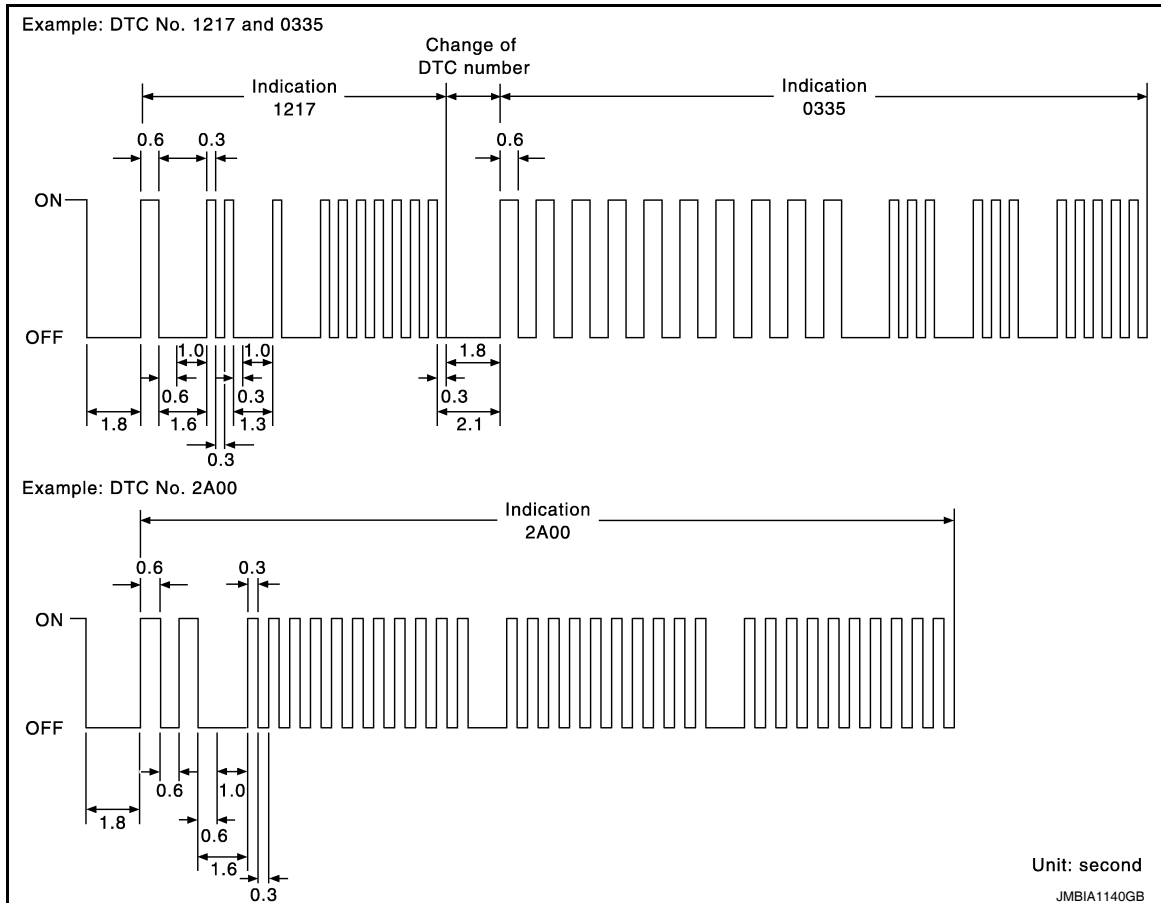 Example: DTC No. 1217 and 0335
Change of
DTC number
Indication
1217
Indication
0335
0.6
0.3
0.6
ON
OFF
1.0
1.0
1.8
0.6
0.3
0.3
1.8
1.6
1.3
2.1
0.3
Example: DTC No. 2A00
Indication
2A00
0.6
0.3
ON
OFF
0.6
1.0
1.8
0.6
1.6
0.3
Unit: second
JMBIA1140GB